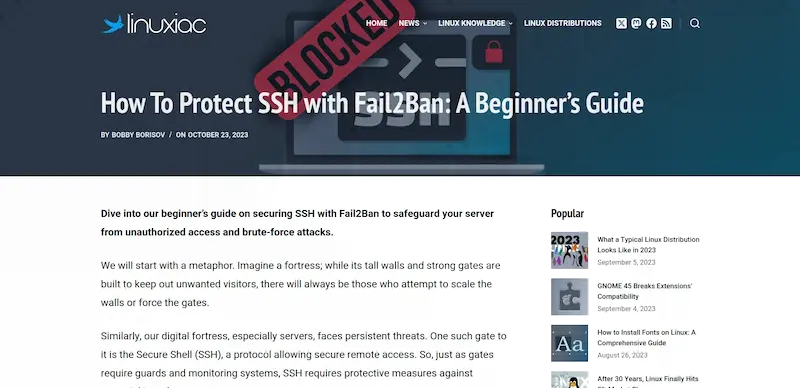 linuxiac
HOME NEWS LINUX KNOWLEDGE LINUX DISTRIBUTIONS
BLOCKED
SSH
How To Protect SSH with Fail2Ban: A Beginner's Guide
BY BOBBY BORISOV / ON OCTOBER 23, 2023
Dive into our beginner's guide on securing SSH with Fail2Ban to safeguard your server
from unauthorized access and brute-force attacks.
We will start with a metaphor. Imagine a fortress; while its tall walls and strong gates are
built to keep out unwanted visitors, there will always be those who attempt to scale the
walls or force the gates.
Similarly, our digital fortress, especially servers, faces persistent threats. One such gate to
it is the Secure Shell (SSH), a protocol allowing secure remote access. So, just as gates
require guards and monitoring systems, SSH requires protective measures against
Popular
2023
What a Typical Linux Distribution
Looks Like in 2023
September 5, 2023
GNOME 45 Breaks Extensions'
Compatibility
September 4, 2023
Aa
How to Install Fonts on Linux: A
Comprehensive Guide
August 26, 2023
After 30 Years, Linux Finally Hits